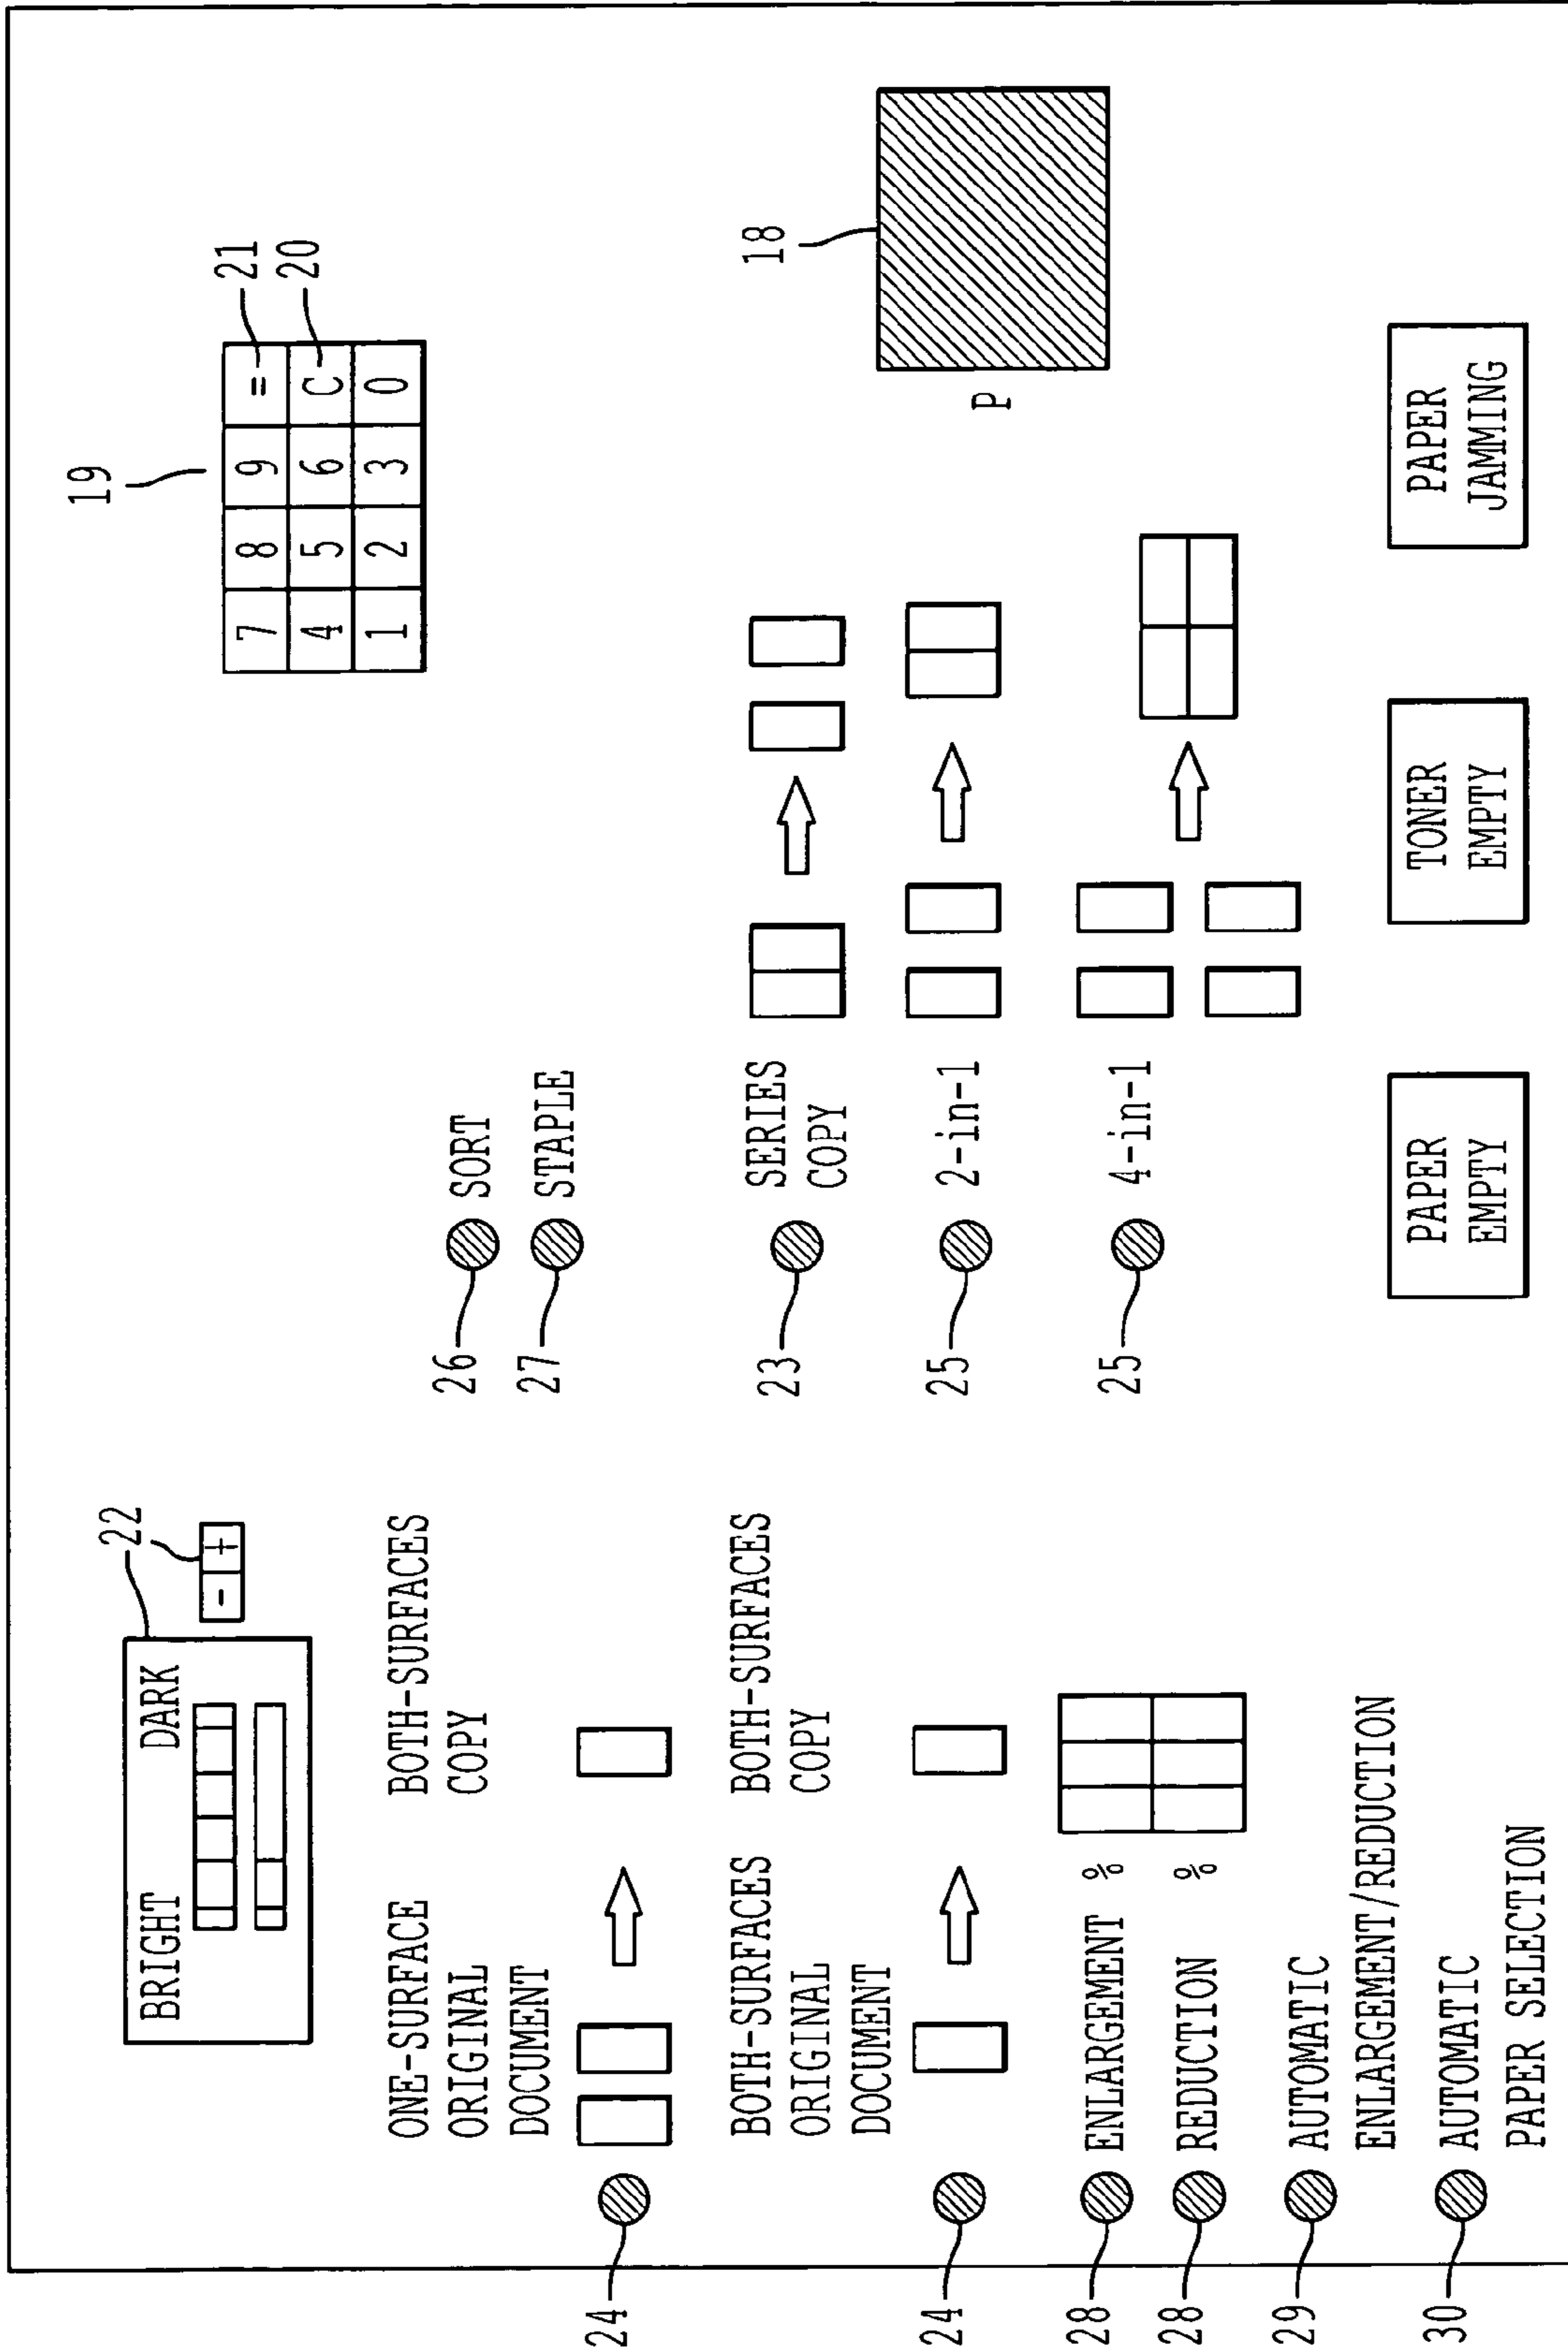 BRIGHT DARK
22
- +
19
7 8 9 =
4 5 6 C
1 2 3 0
21
20
ONE-SURFACE
ORIGINAL
DOCUMENT
BOTH-SURFACES
COPY
24
BOTH-SURFACES
ORIGINAL
DOCUMENT
BOTH-SURFACES
COPY
24
28 ENLARGEMENT %
28 REDUCTION %
29 AUTOMATIC
ENLARGEMENT/REDUCTION
30 AUTOMATIC
PAPER SELECTION
26 SORT
27 STAPLE
23 SERIES
COPY
25 2-in-1
25 4-in-1
18
P
PAPER
EMPTY
TONER
EMPTY
PAPER
JAMMING